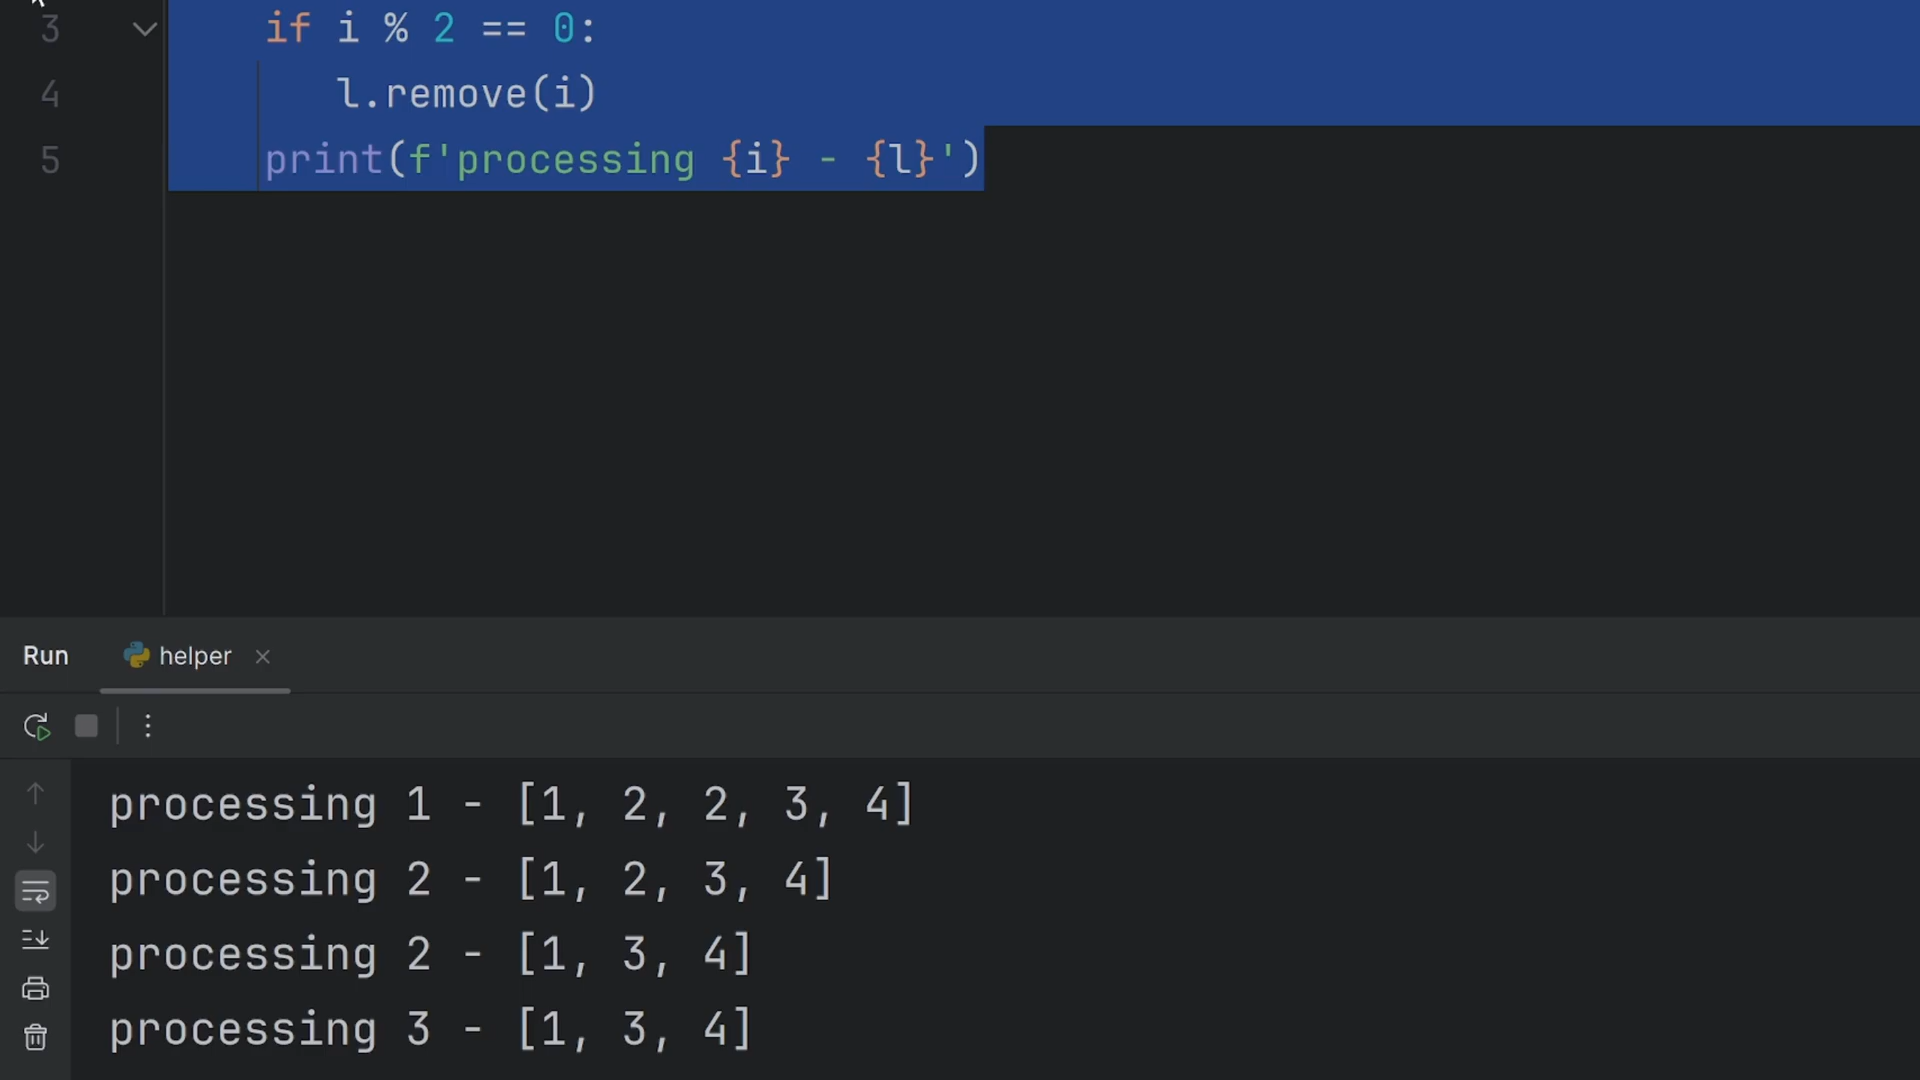 3 if i % 2 == 0:
4 l.remove(i)
5 print(f'processing {i} - {l}')
Run helper
processing 1 - [1, 2, 2, 3, 4]
processing 2 - [1, 2, 3, 4]
processing 2 - [1, 3, 4]
processing 3 - [1, 3, 4]